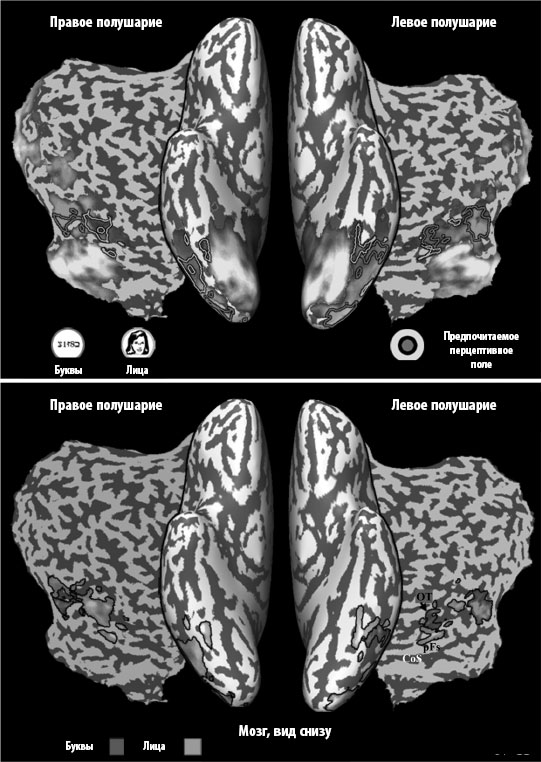 Правое полушарие
Левое полушарие
Буквы
Лица
Предпочитаемое
перцептивное
поле
Правое полушарие
Левое полушарие
OT
pFs
CoS
Мозг, вид снизу
Буквы
Лица